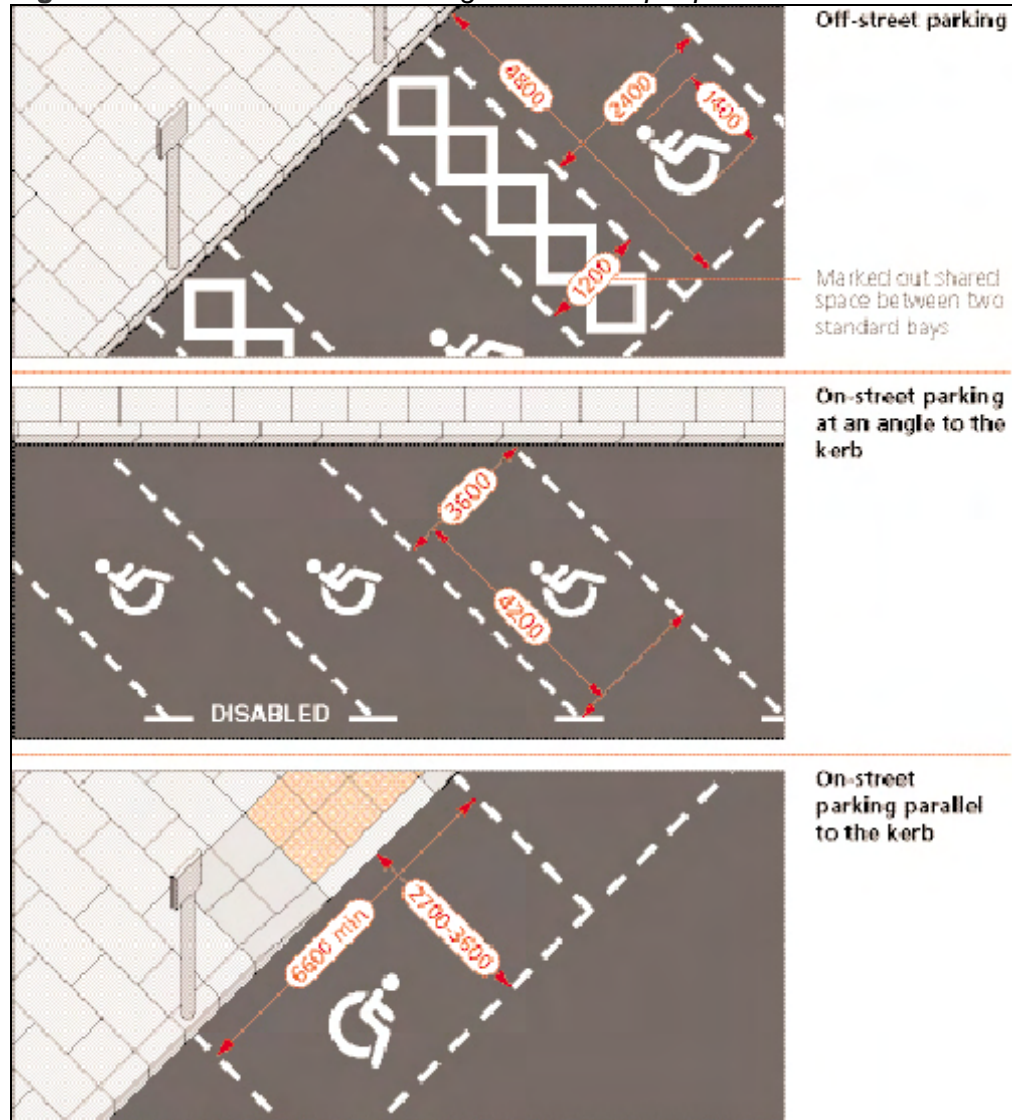 Off-street parking
4800
2400
1400
1200
Marked out shared
space between two
standard bays
On-street parking
at an angle to the
kerb
3600
4200
DISABLED
On-street
parking parallel
to the kerb
6600 min
2700-3600